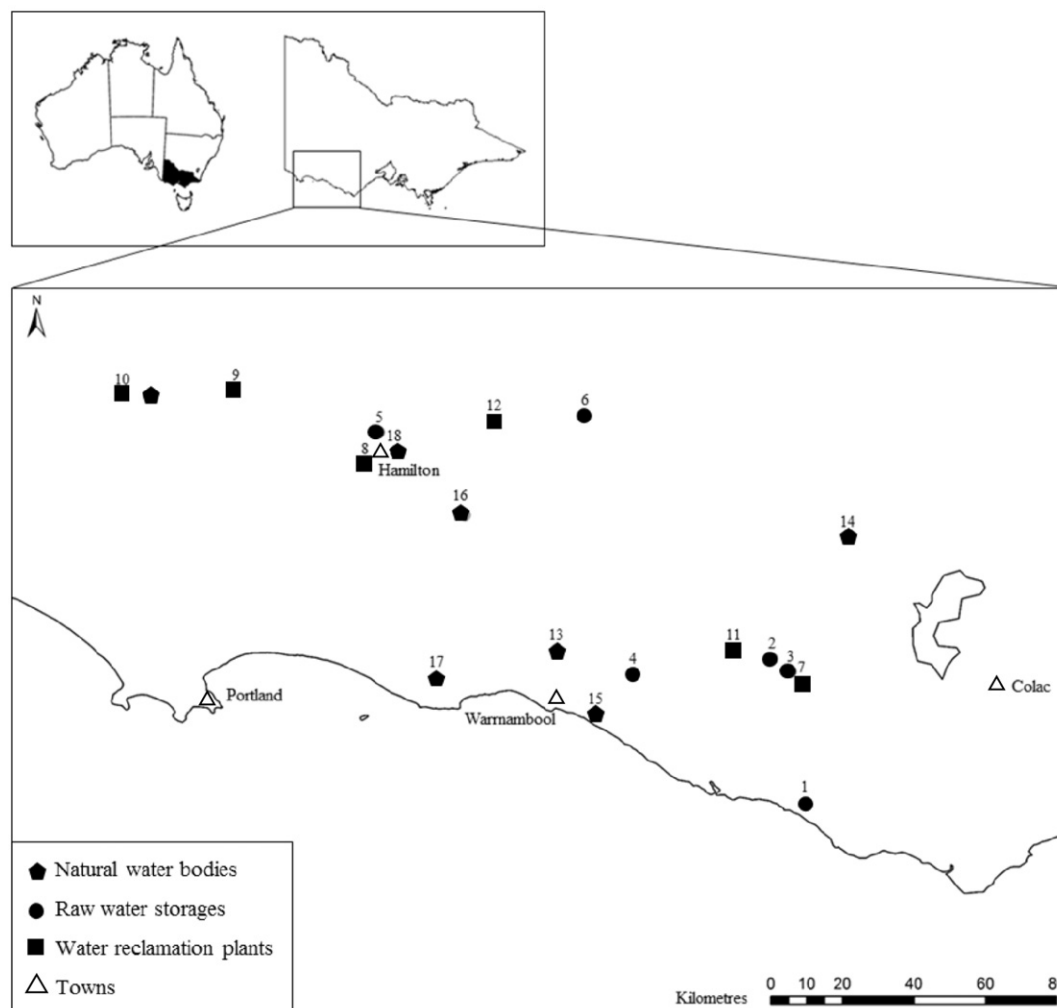 N
10
9
5
18
8
Hamilton
12
6
16
14
13
17
4
11
2
3
7
Portland
Warrnambool
15
Colac
1
Natural water bodies
Raw water storages
Water reclamation plants
Towns
Kilometres
0 10 20 40 60